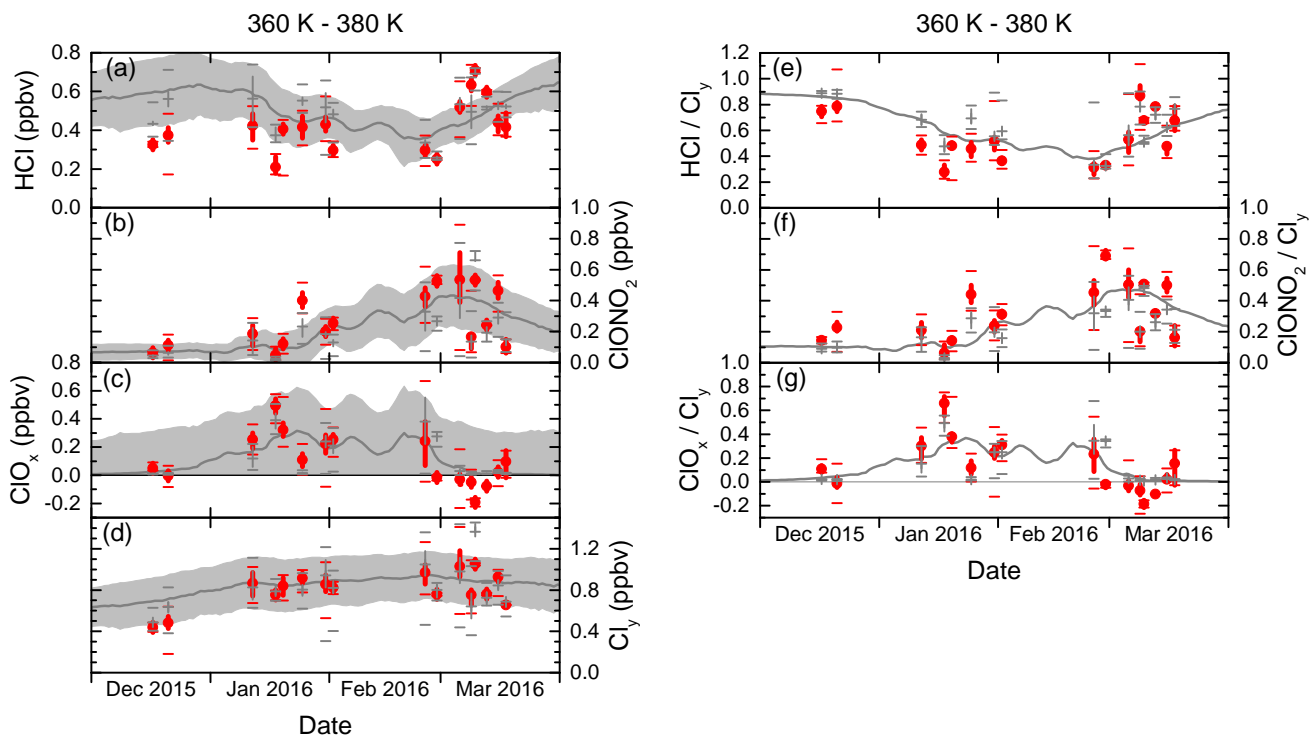 360 K - 380 K
(a)
HCl (ppbv)
0.8
0.6
0.4
0.2
0.0
(b)
ClONO2 (ppbv)
1.0
0.8
0.6
0.4
0.2
0.0
(c)
ClOx (ppbv)
0.8
0.6
0.4
0.2
0.0
-0.2
(d)
Cly (ppbv)
1.2
0.8
0.4
0.0
Dec 2015 Jan 2016 Feb 2016 Mar 2016
Date
360 K - 380 K
(e)
HCl / Cly
1.2
1.0
0.8
0.6
0.4
0.2
0.0
(f)
ClONO2 / Cly
1.0
0.8
0.6
0.4
0.2
0.0
(g)
ClOx / Cly
1.0
0.8
0.6
0.4
0.2
0.0
-0.2
Dec 2015 Jan 2016 Feb 2016 Mar 2016
Date